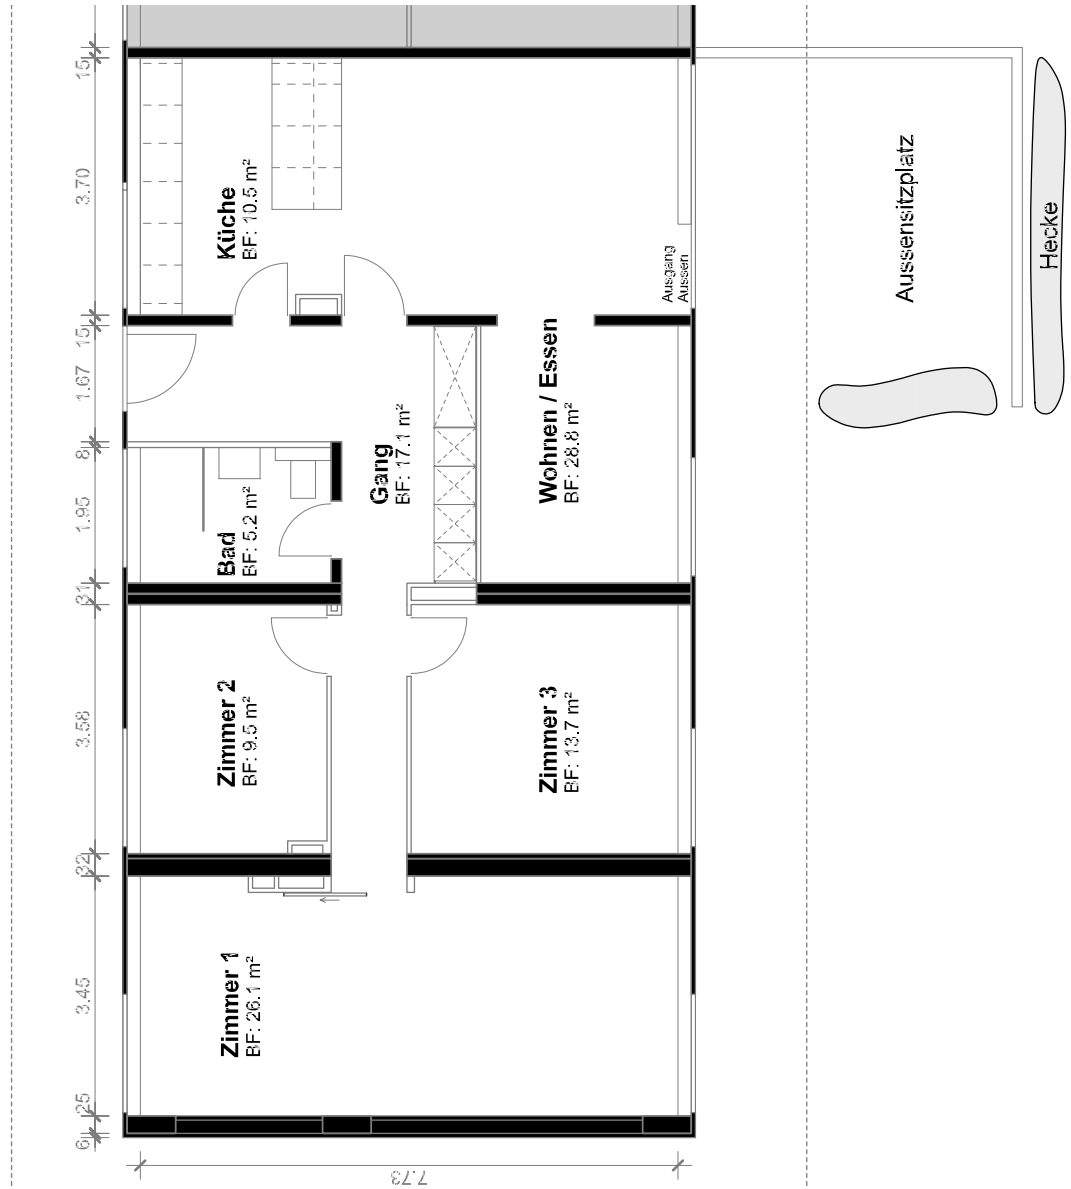 15
3.70
15
1.67
8
1.95
31
3.58
32
3.45
25
6
7.73
Küche
BF: 10.5 m²
Ausgang
Aussen
Aussensitzplatz
Hecke
Wohnen / Essen
BF: 28.8 m²
Gang
BF: 17.1 m²
Bad
BF: 5.2 m²
Zimmer 2
BF: 9.5 m²
Zimmer 3
BF: 13.7 m²
Zimmer 1
BF: 26.1 m²